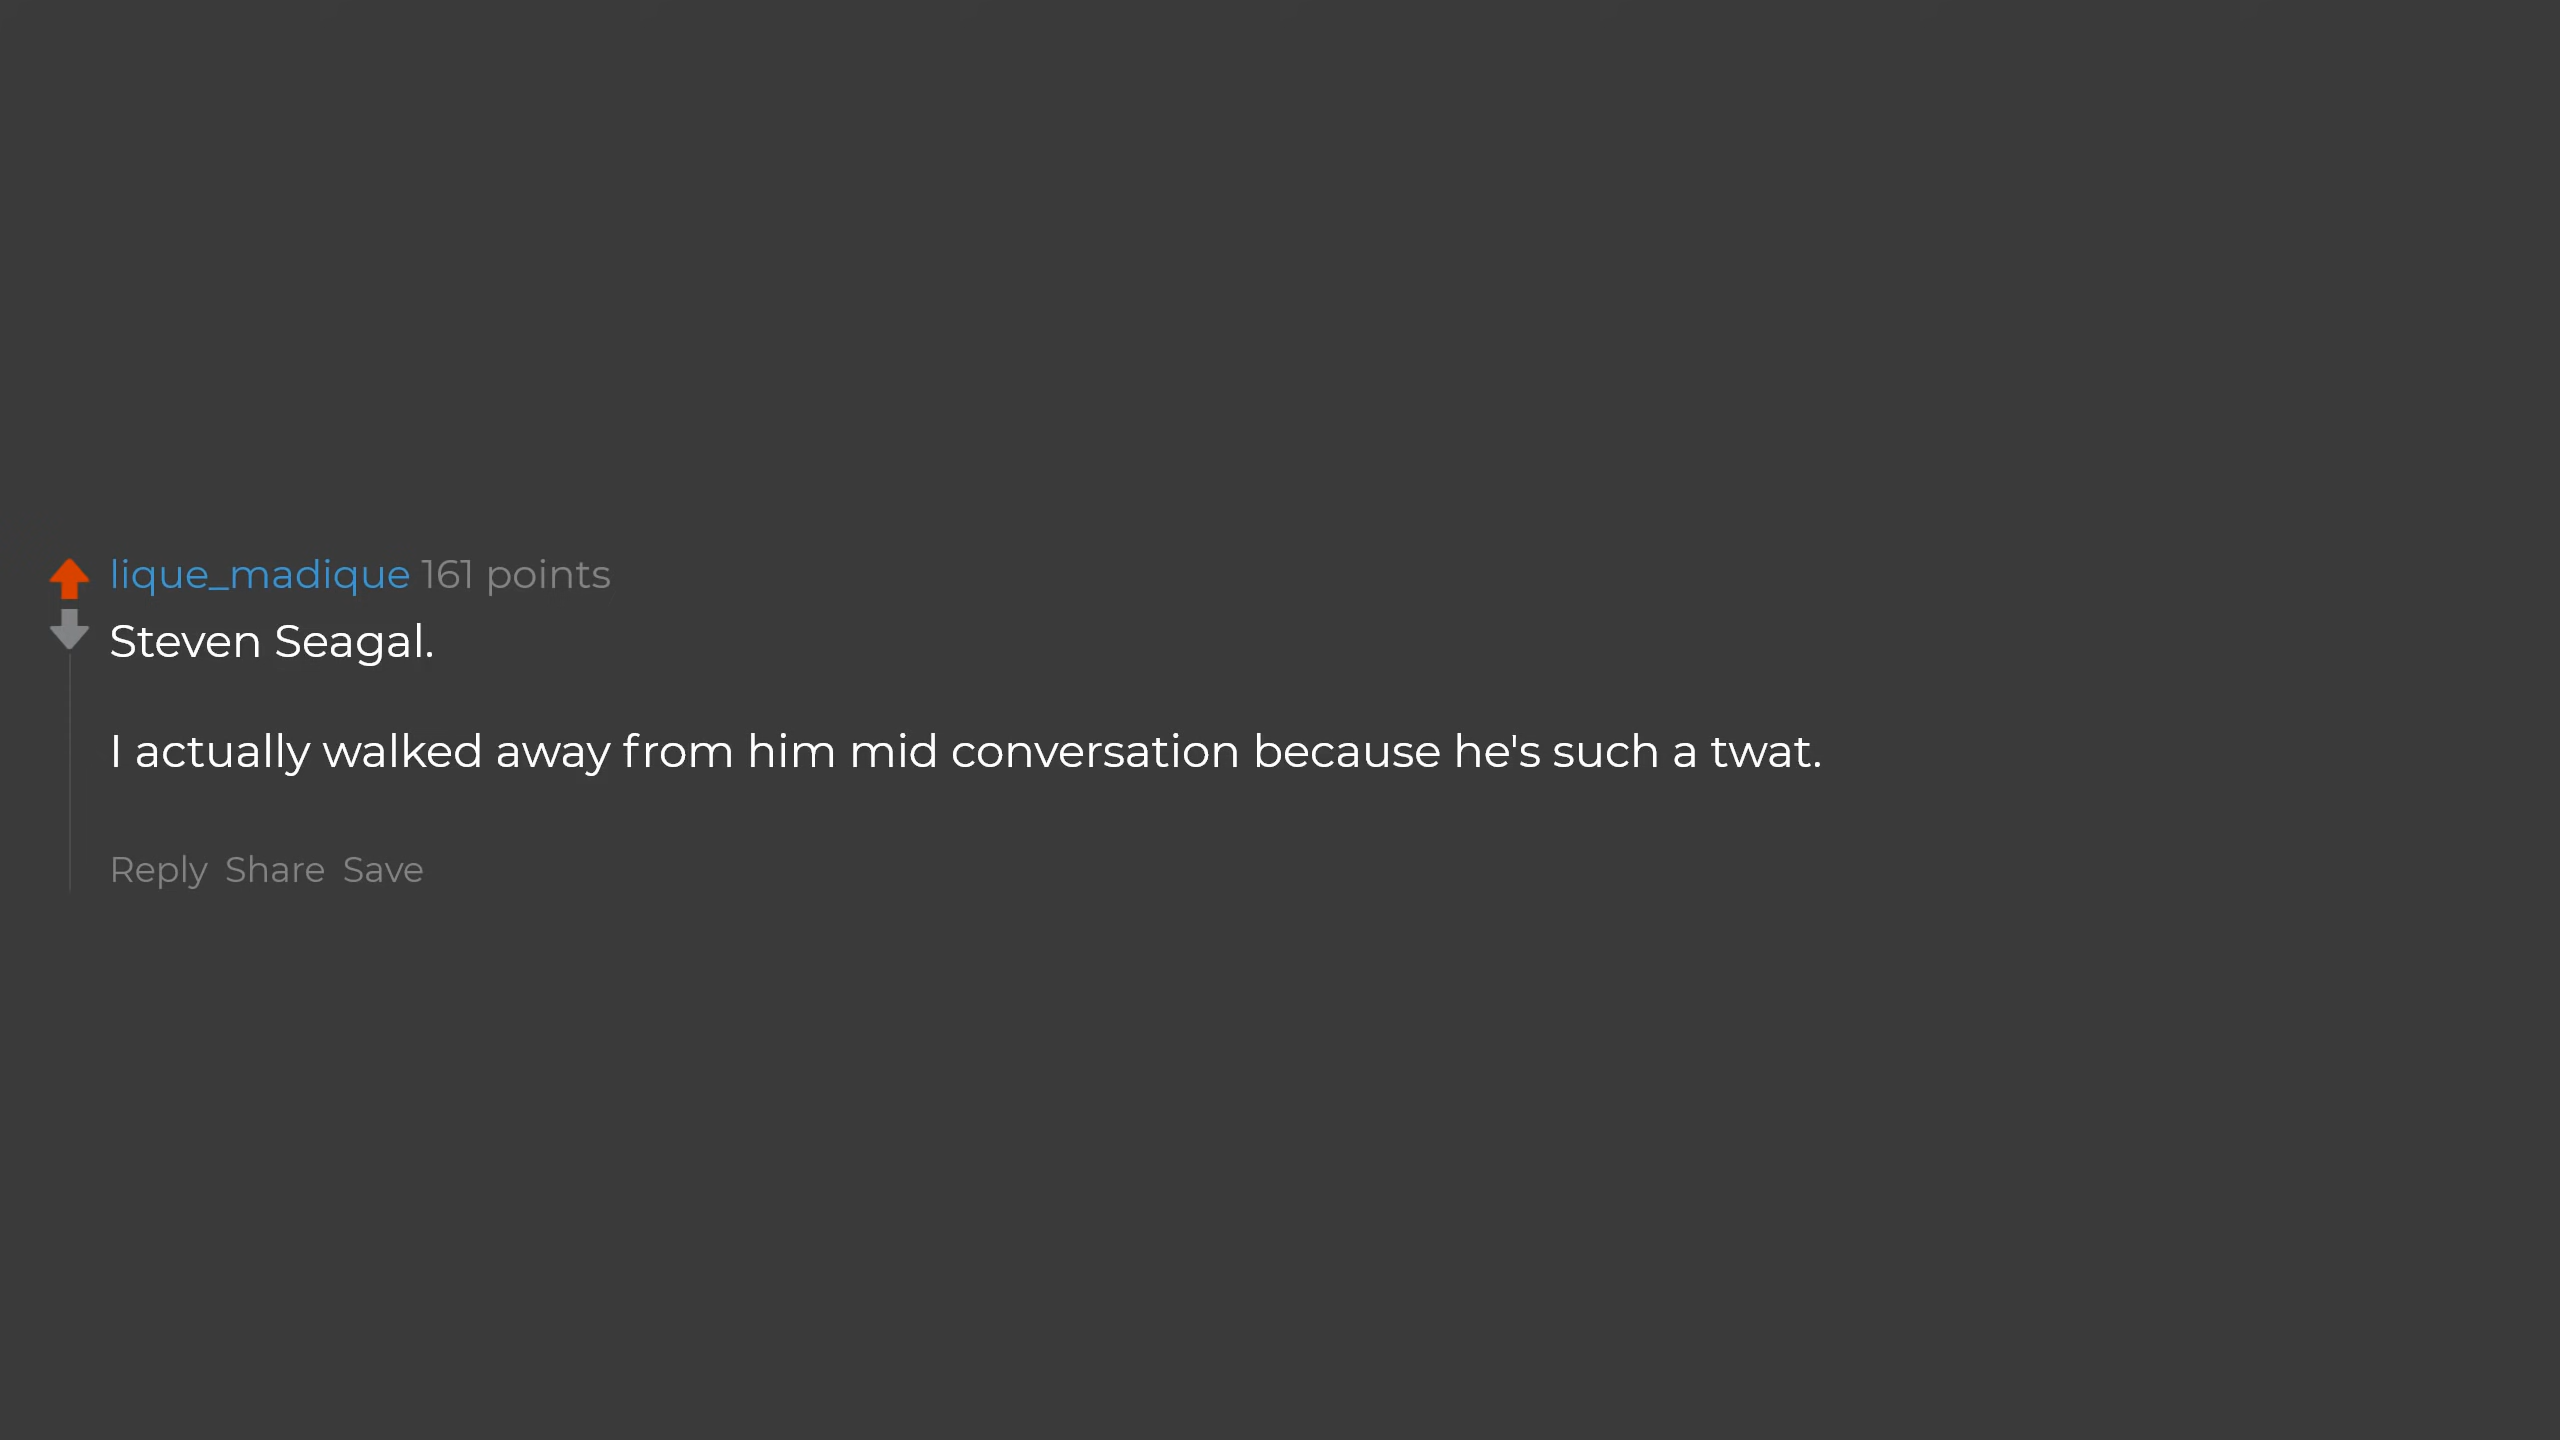 lique_madique 161 points
Steven Seagal.
I actually walked away from him mid conversation because he's such a twat.
Reply Share Save